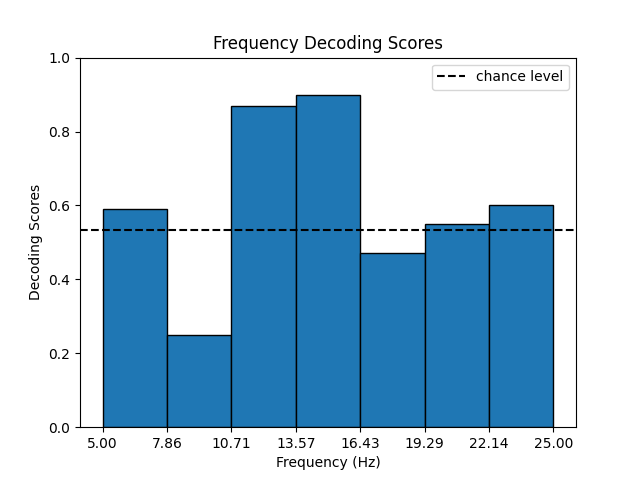 Frequency Decoding Scores
chance level
Decoding Scores
1.0
0.8
0.6
0.4
0.2
0.0
5.00 7.86 10.71 13.57 16.43 19.29 22.14 25.00
Frequency (Hz)